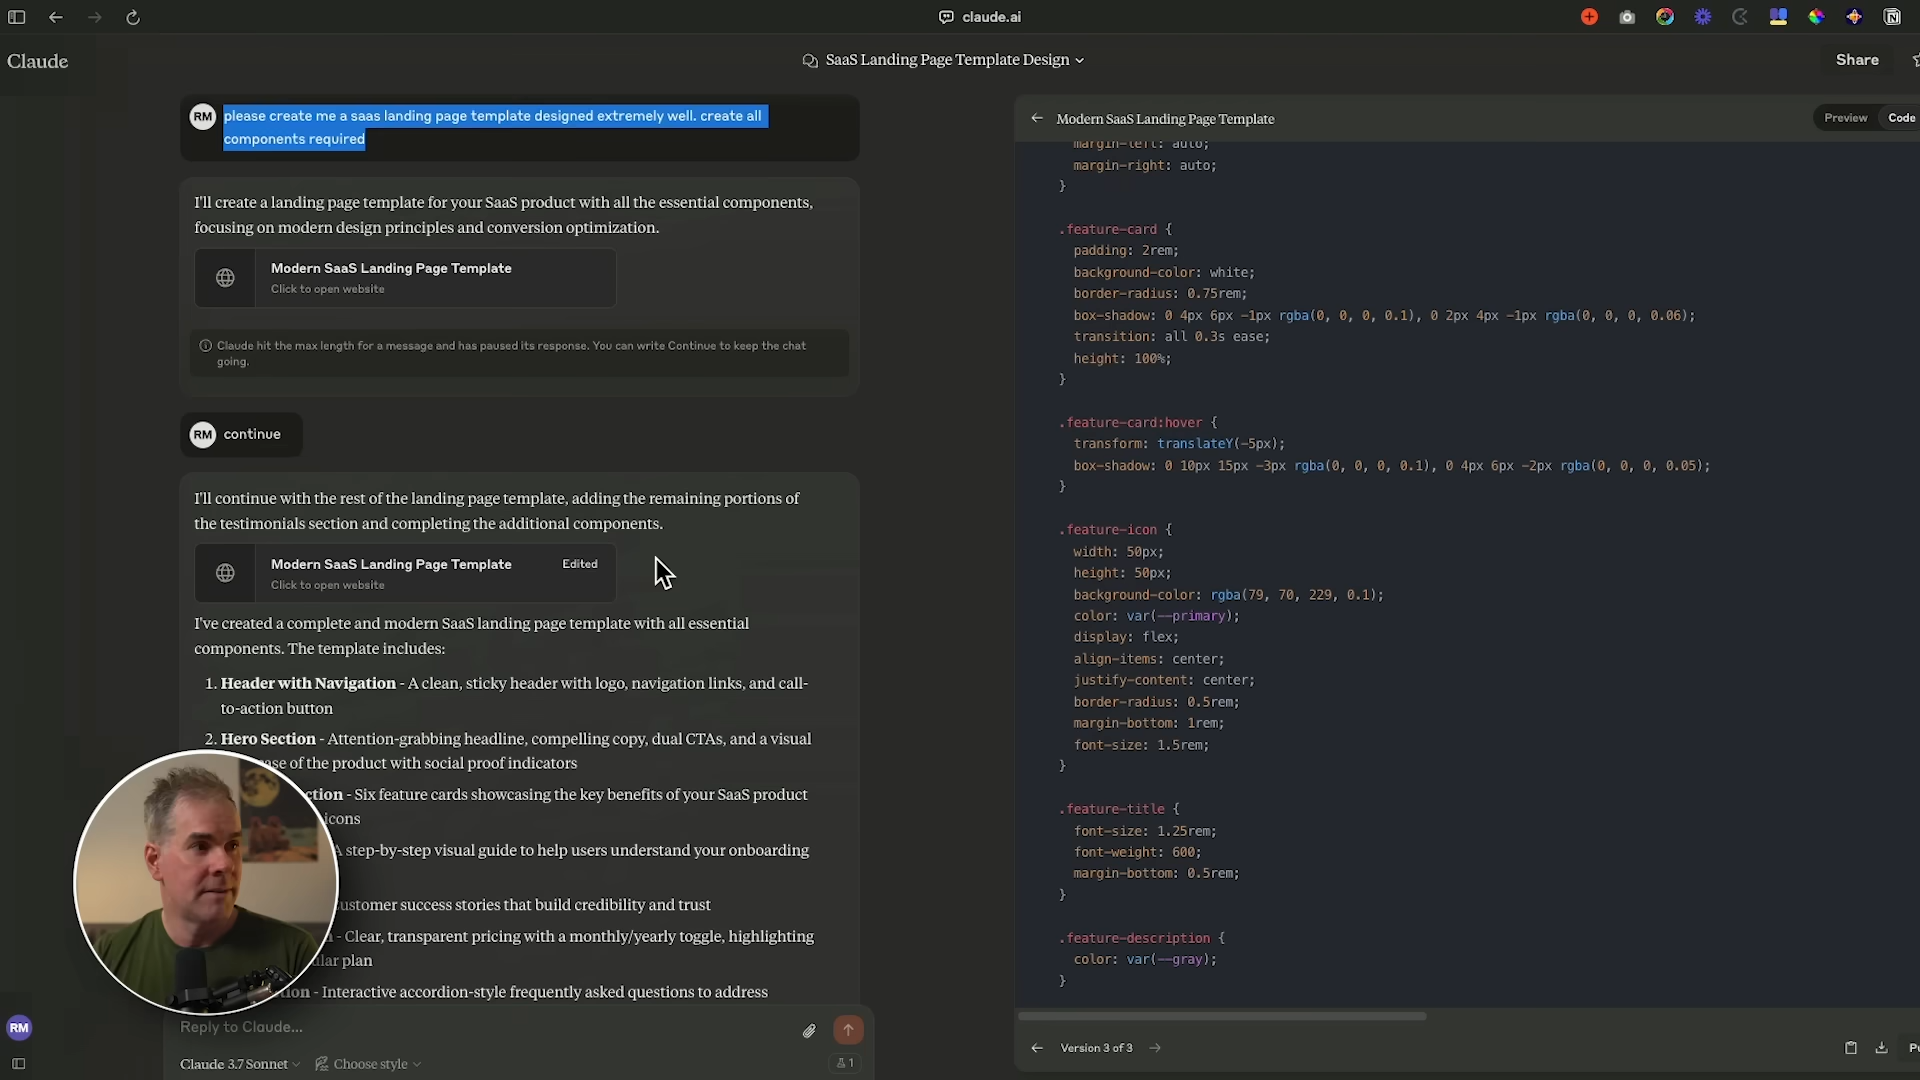 claude.ai
Claude
SaaS Landing Page Template Design
Share
RM
please create me a saas landing page template designed extremely well. create all
components required
I'll create a landing page template for your SaaS product with all the essential components,
focusing on modern design principles and conversion optimization.
Modern SaaS Landing Page Template
Click to open website
Claude hit the max length for a message and has paused its response. You can write Continue to keep the chat
going.
RM
continue
I'll continue with the rest of the landing page template, adding the remaining portions of
the testimonials section and completing the additional components.
Modern SaaS Landing Page Template
Edited
Click to open website
I've created a complete and modern SaaS landing page template with all essential
components. The template includes:
1. Header with Navigation - A clean, sticky header with logo, navigation links, and call-
to-action button
2. Hero Section - Attention-grabbing headline, compelling copy, dual CTAs, and a visual
of the product with social proof indicators
- Six feature cards showcasing the key benefits of your SaaS product
icons
A step-by-step visual guide to help users understand your onboarding
customer success stories that build credibility and trust
- Clear, transparent pricing with a monthly/yearly toggle, highlighting
plan
- Interactive accordion-style frequently asked questions to address
Reply to Claude...
Claude 3.7 Sonnet
Choose style
1
RM
Modern SaaS Landing Page Template
Preview
Code
margin-left: auto;
margin-right: auto;
}
.feature-card {
padding: 2rem;
background-color: white;
border-radius: 0.75rem;
box-shadow: 0 4px 6px -1px rgba(0, 0, 0, 0.1), 0 2px 4px -1px rgba(0, 0, 0, 0.06);
transition: all 0.3s ease;
height: 100%;
}
.feature-card:hover {
transform: translateY(-5px);
box-shadow: 0 10px 15px -3px rgba(0, 0, 0, 0.1), 0 4px 6px -2px rgba(0, 0, 0, 0.05);
}
.feature-icon {
width: 50px;
height: 50px;
background-color: rgba(79, 70, 229, 0.1);
color: var(--primary);
display: flex;
align-items: center;
justify-content: center;
border-radius: 0.5rem;
margin-bottom: 1rem;
font-size: 1.5rem;
}
.feature-title {
font-size: 1.25rem;
font-weight: 600;
margin-bottom: 0.5rem;
}
.feature-description {
color: var(--gray);
}
Version 3 of 3